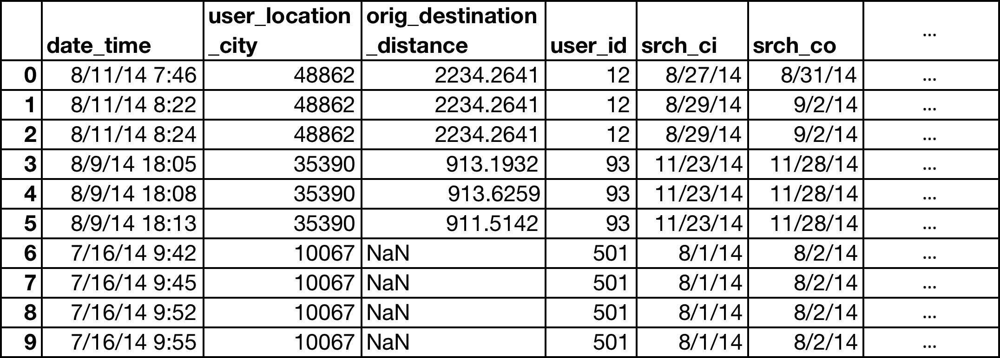 date_time user_location_city orig_destination_distance user_id srch_ci srch_co ...
0 8/11/14 7:46 48862 2234.2641 12 8/27/14 8/31/14 ...
1 8/11/14 8:22 48862 2234.2641 12 8/29/14 9/2/14 ...
2 8/11/14 8:24 48862 2234.2641 12 8/29/14 9/2/14 ...
3 8/9/14 18:05 35390 913.1932 93 11/23/14 11/28/14 ...
4 8/9/14 18:08 35390 913.6259 93 11/23/14 11/28/14 ...
5 8/9/14 18:13 35390 911.5142 93 11/23/14 11/28/14 ...
6 7/16/14 9:42 10067 NaN 501 8/1/14 8/2/14 ...
7 7/16/14 9:45 10067 NaN 501 8/1/14 8/2/14 ...
8 7/16/14 9:52 10067 NaN 501 8/1/14 8/2/14 ...
9 7/16/14 9:55 10067 NaN 501 8/1/14 8/2/14 ...